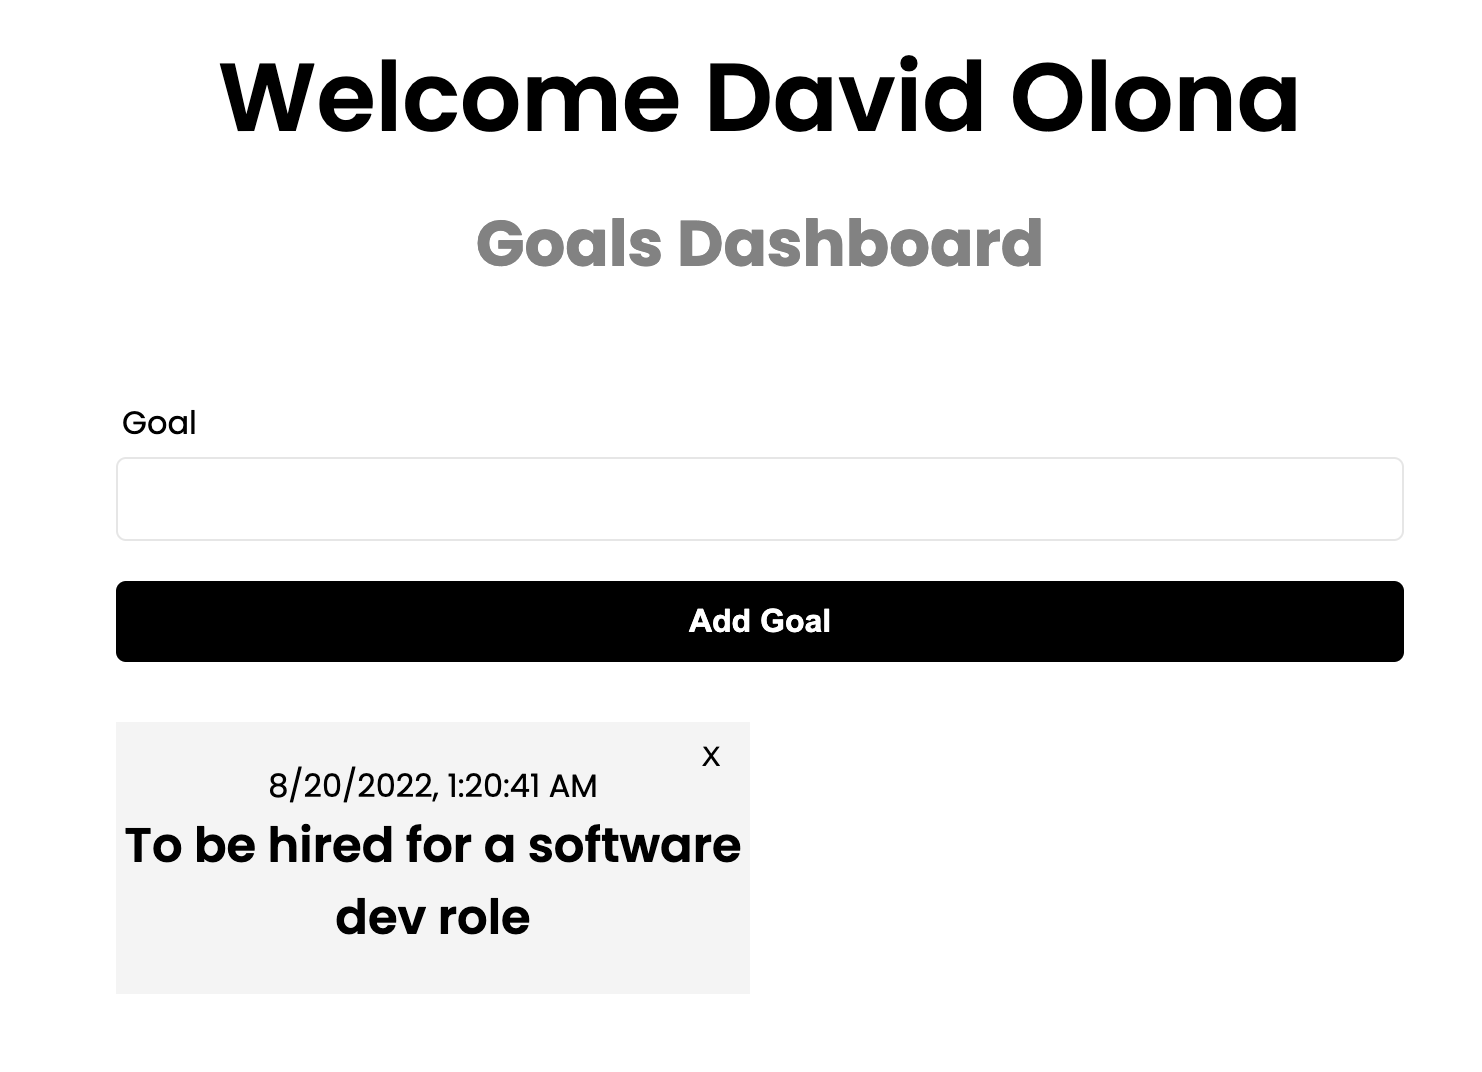 Welcome David Olona
Goals Dashboard
Goal
Add Goal
X
8/20/2022, 1:20:41 AM
To be hired for a software
dev role